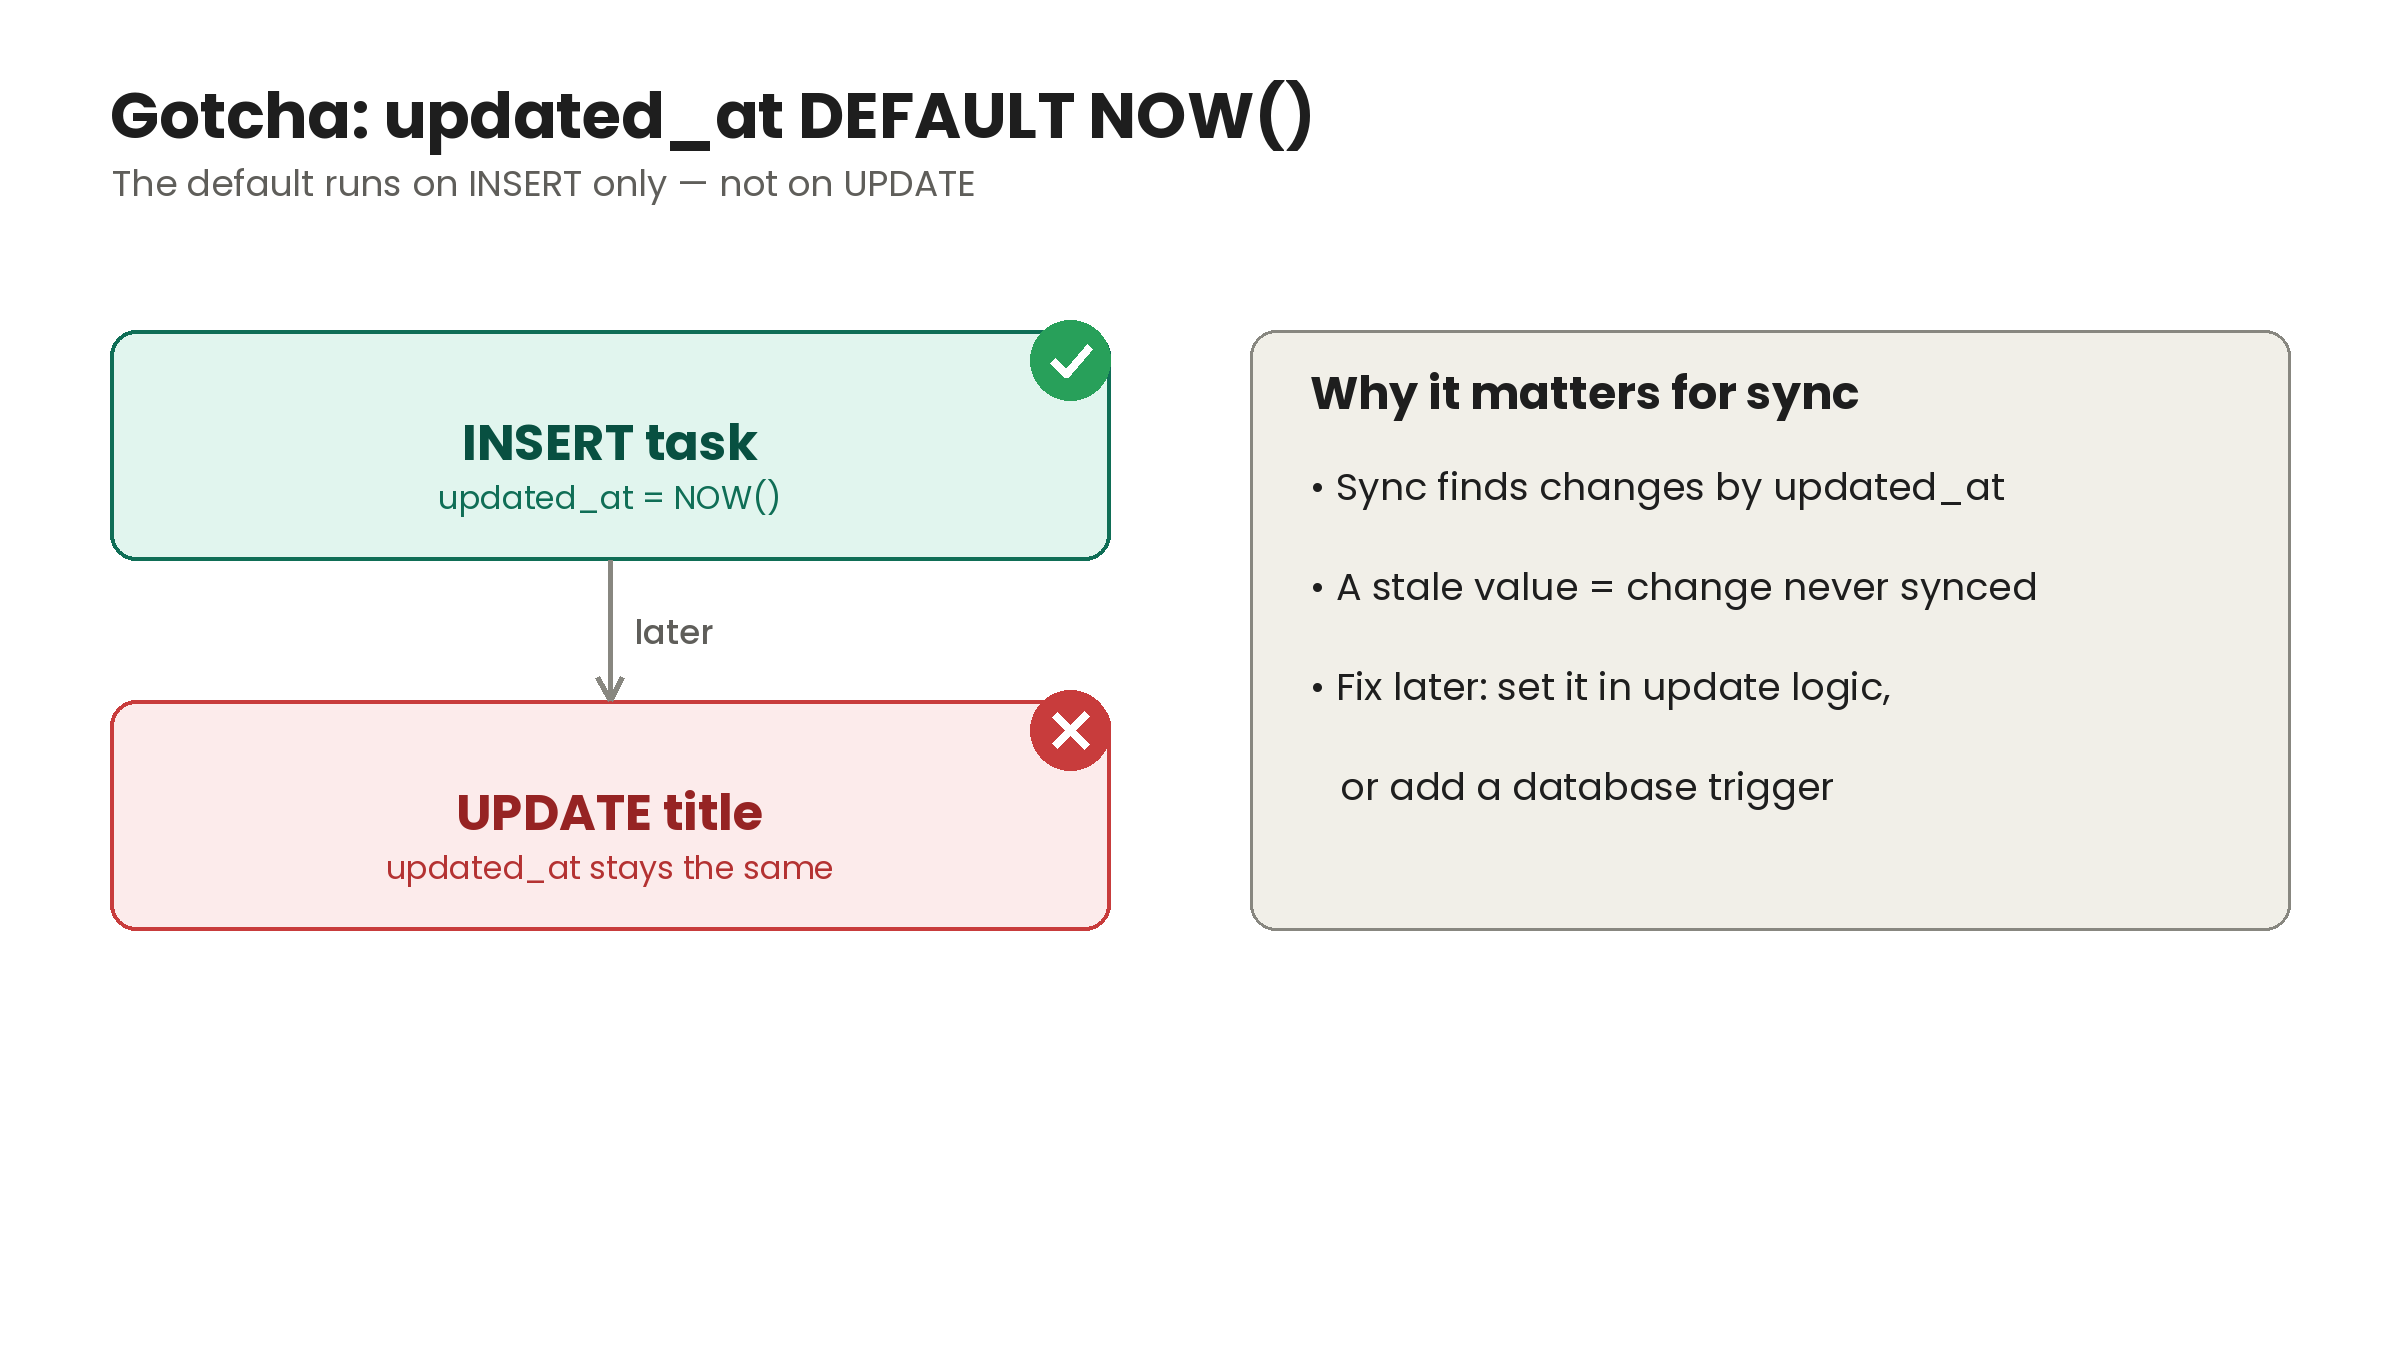 Gotcha: updated_at DEFAULT NOW()
The default runs on INSERT only — not on UPDATE
INSERT task
updated_at = NOW()
later
UPDATE title
updated_at stays the same
Why it matters for sync
• Sync finds changes by updated_at
• A stale value = change never synced
• Fix later: set it in update logic,
or add a database trigger